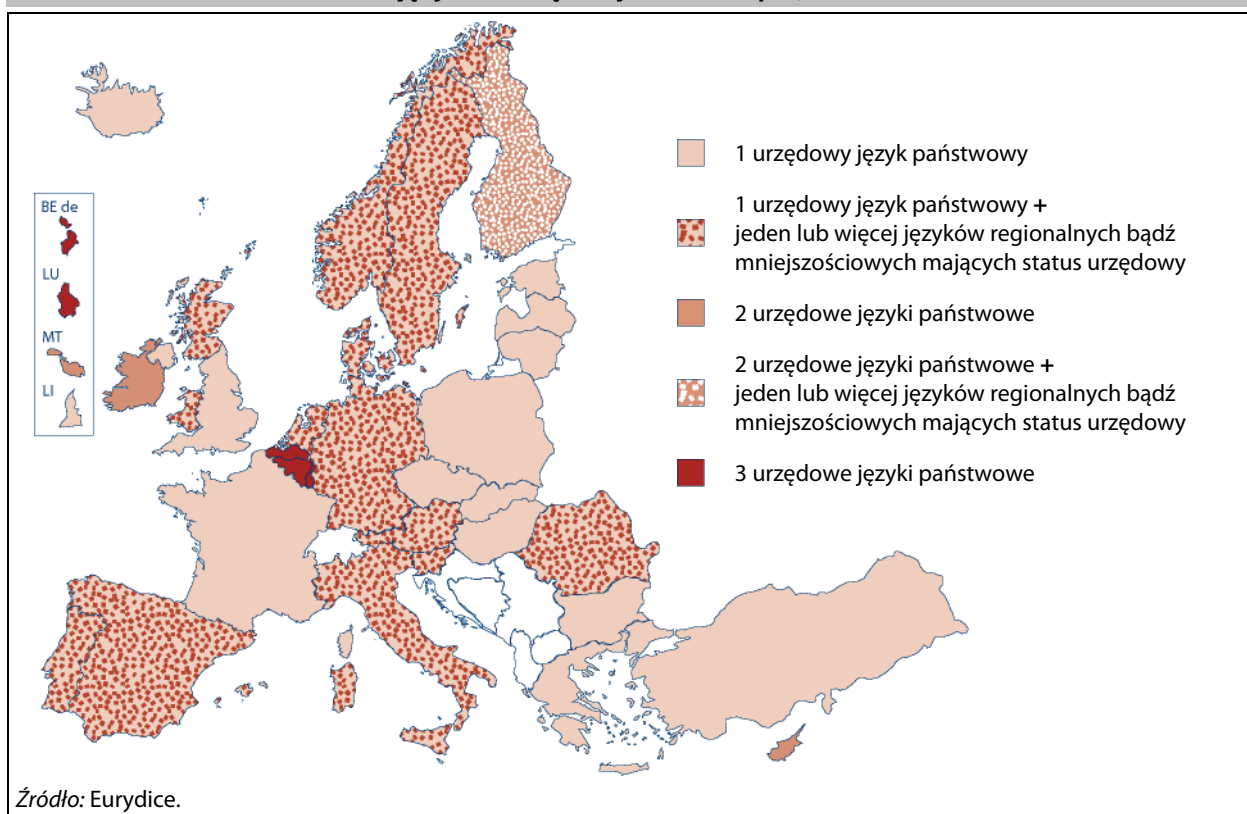 BE de
LU
MT
LI
1 urzędowy język państwowy
1 urzędowy język państwowy +
jeden lub więcej języków regionalnych bądź
mniejszościowych mających status urzędowy
2 urzędowe języki państwowe
2 urzędowe języki państwowe +
jeden lub więcej języków regionalnych bądź
mniejszościowych mających status urzędowy
3 urzędowe języki państwowe
Źródło: Eurydice.